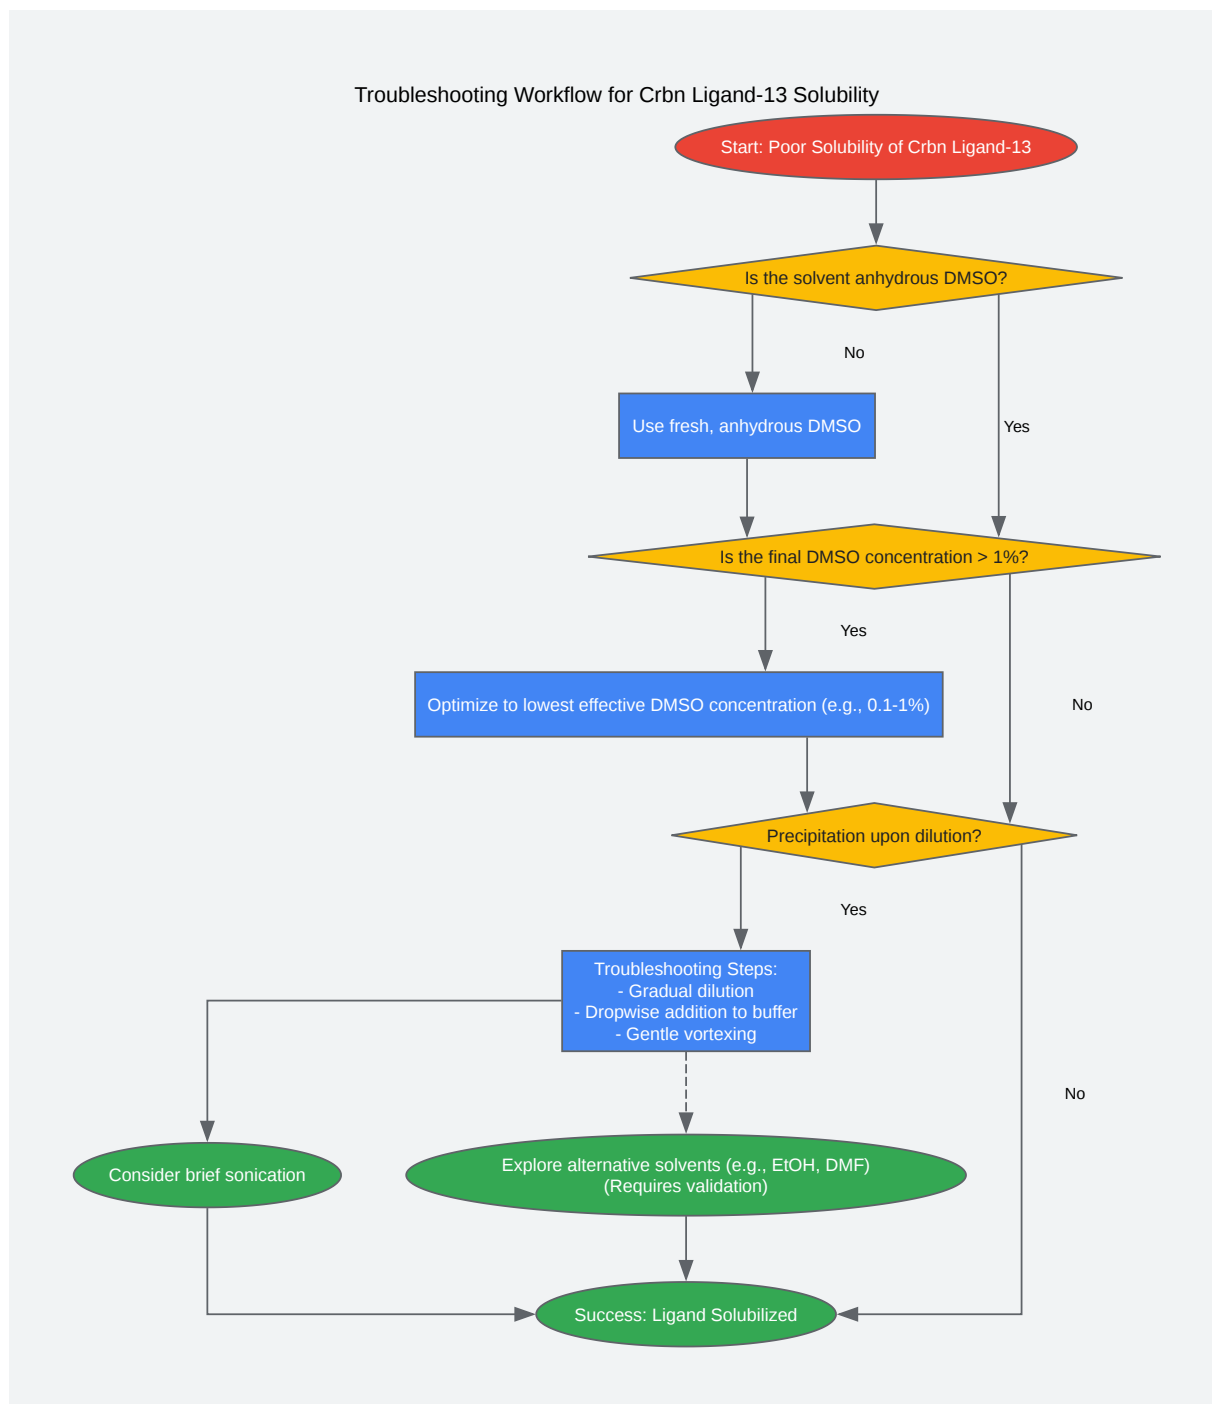 Troubleshooting Workflow for Crbn Ligand-13 Solubility
Start: Poor Solubility of Crbn Ligand-13
Is the solvent anhydrous DMSO?
No
Use fresh, anhydrous DMSO
Yes
Is the final DMSO concentration > 1%?
Yes
Optimize to lowest effective DMSO concentration (e.g., 0.1-1%)
No
Precipitation upon dilution?
Yes
Troubleshooting Steps:
- Gradual dilution
- Dropwise addition to buffer
- Gentle vortexing
No
Consider brief sonication
Explore alternative solvents (e.g., EtOH, DMF)
(Requires validation)
Success: Ligand Solubilized